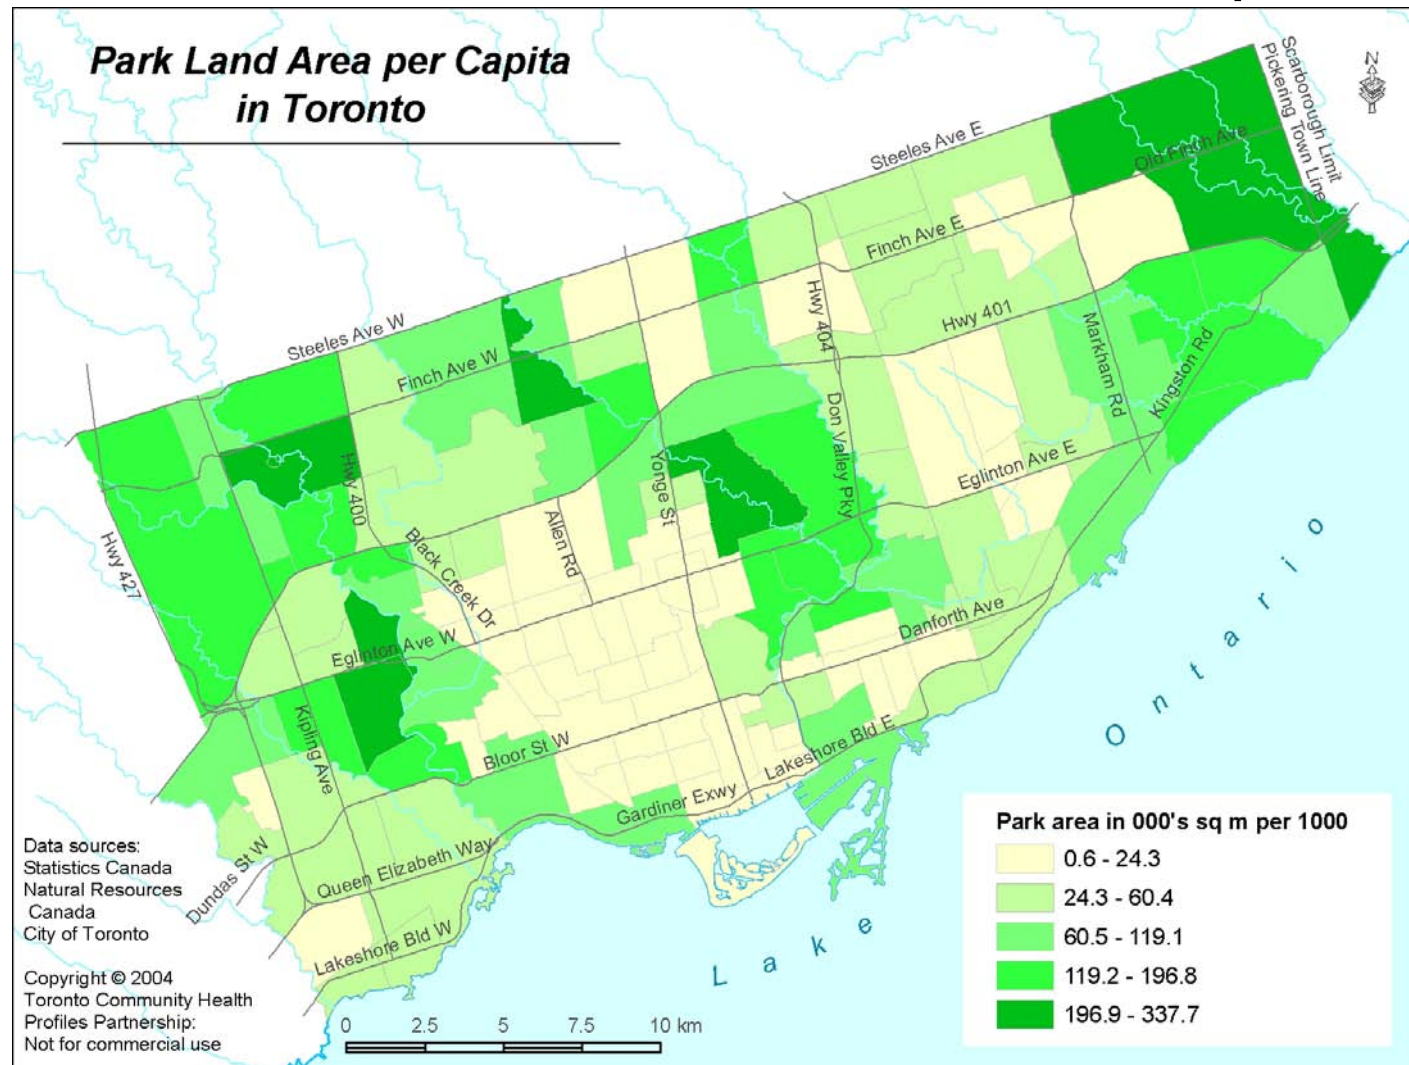 Park Land Area per Capita
in Toronto
N
Scarborough Limit
Pickering Town Line
Steeles Ave E
Old Finch Ave
Finch Ave E
Hwy 404
Hwy 401
Steeles Ave W
Finch Ave W
Markham Rd
Kingston Rd
Don Valley Pky
Yonge St
Hwy 400
Eglinton Ave E
Allen Rd
Black Creek Dr
Hwy 427
Eglinton Ave W
Danforth Ave
Kipling Ave
Bloor St W
Lakeshore Bld E
Gardiner Exwy
Dundas St W
Queen Elizabeth Way
Lakeshore Bld W
Lake Ontario
Data sources:
Statistics Canada
Natural Resources
Canada
City of Toronto
Copyright © 2004
Toronto Community Health
Profiles Partnership:
Not for commercial use
0 2.5 5 7.5 10 km
Park area in 000's sq m per 1000
0.6 - 24.3
24.3 - 60.4
60.5 - 119.1
119.2 - 196.8
196.9 - 337.7